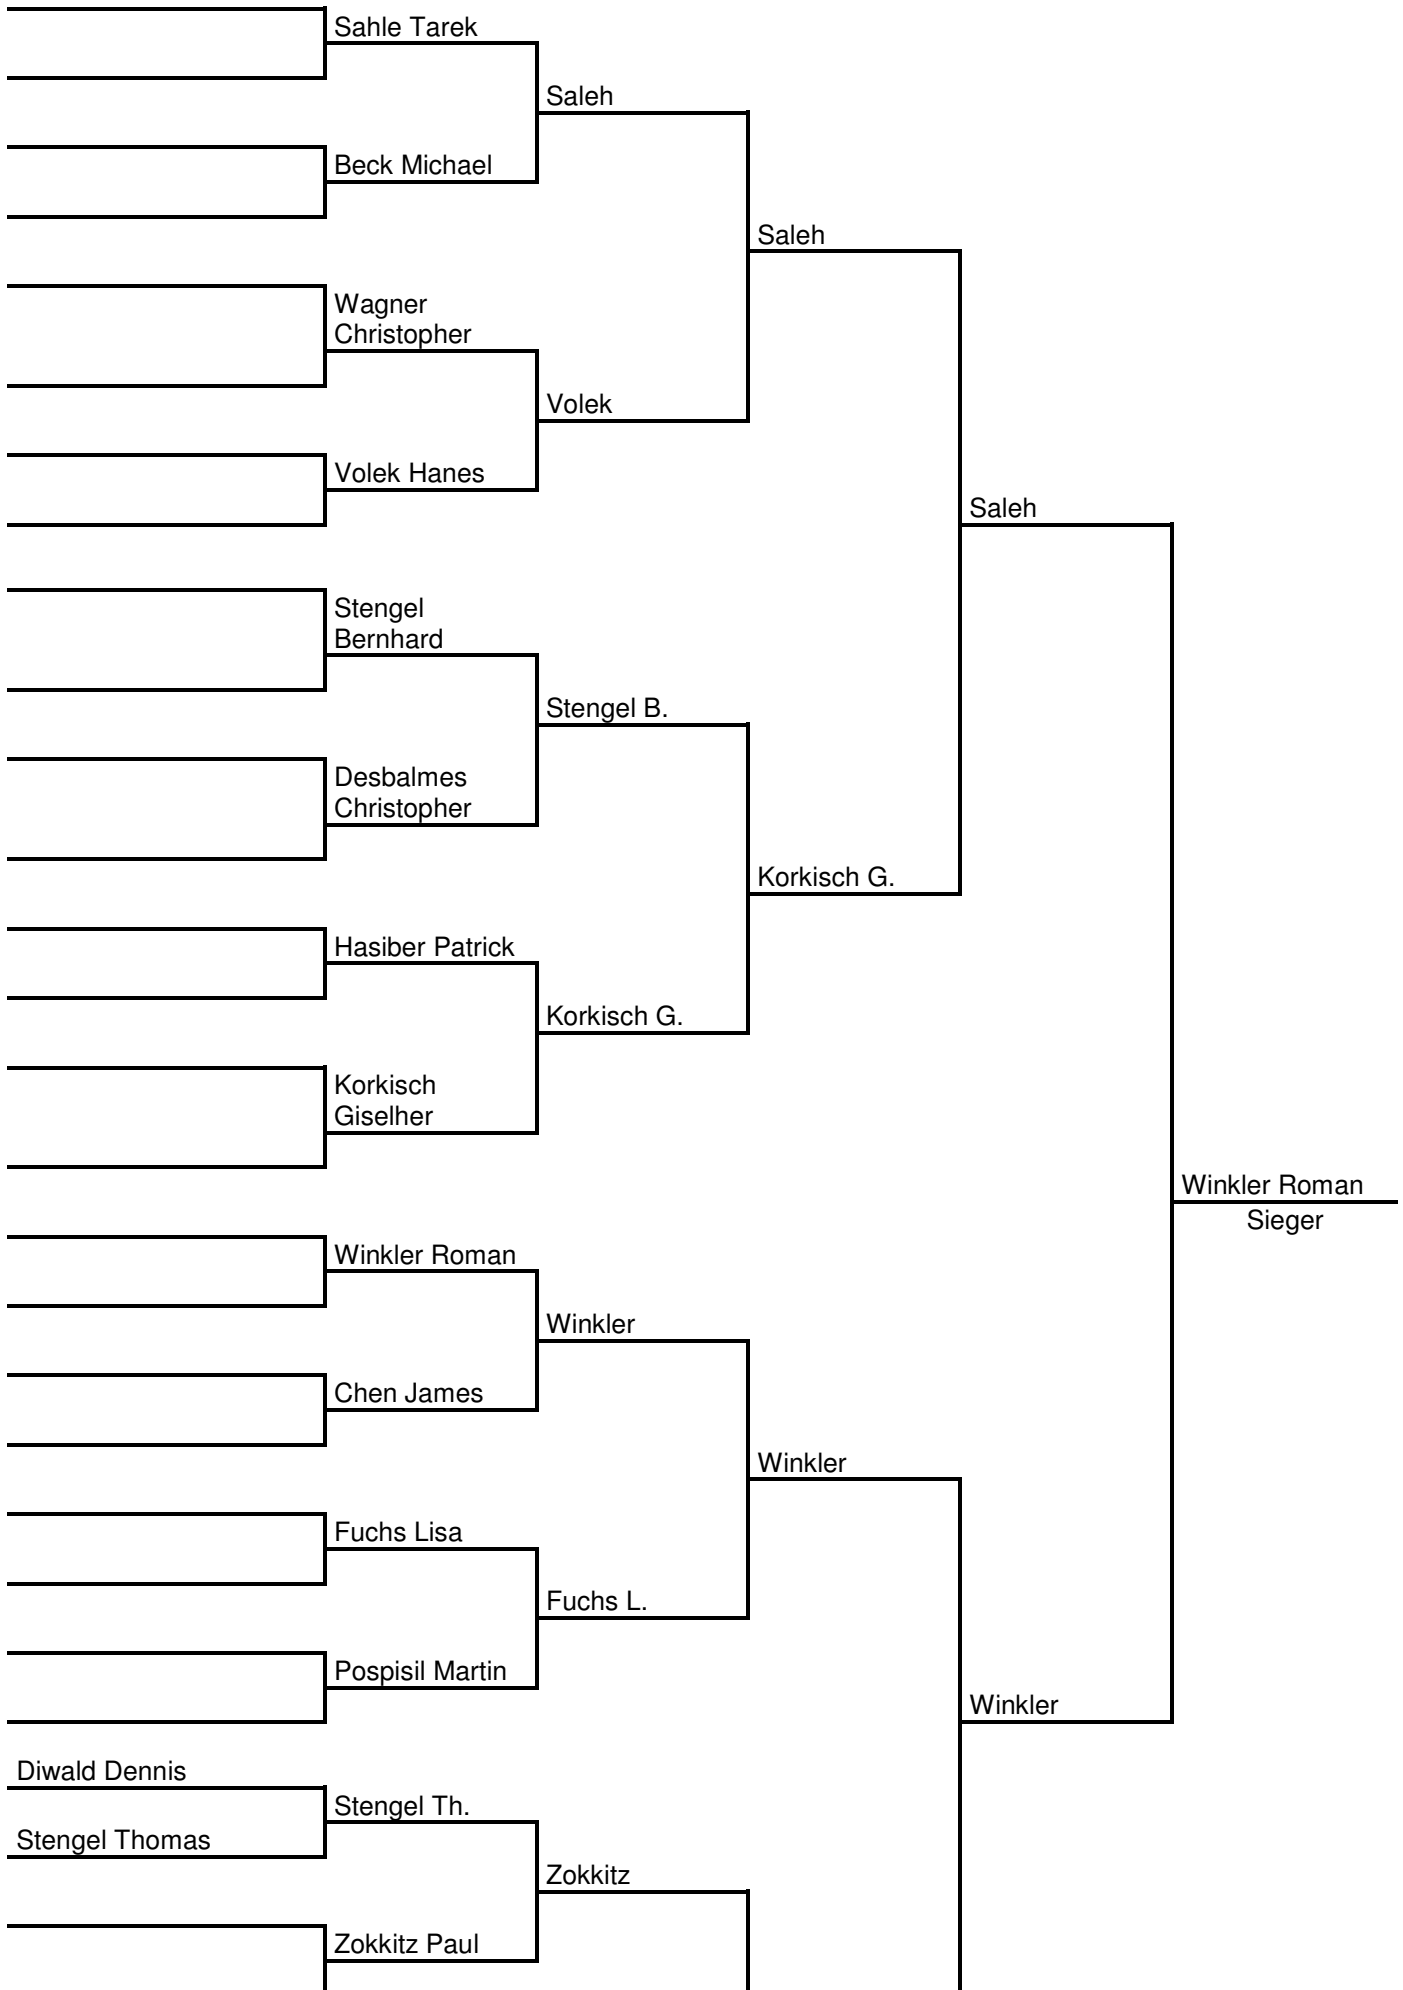 Sahle Tarek
Saleh
Beck Michael
Saleh
Wagner
Christopher
Volek
Volek Hanes
Saleh
Stengel
Bernhard
Stengel B.
Desbalmes
Christopher
Korkisch G.
Hasiber Patrick
Korkisch G.
Korkisch
Giselher
Winkler Roman
Sieger
Winkler Roman
Winkler
Chen James
Winkler
Fuchs Lisa
Fuchs L.
Pospisil Martin
Winkler
Diwald Dennis
Stengel Th.
Stengel Thomas
Zokkitz
Zokkitz Paul